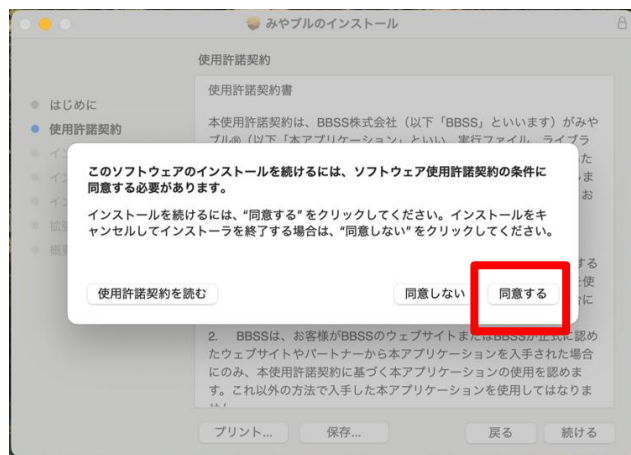 みやブルのインストール
使用許諾契約
はじめに
使用許諾契約
使用許諾契約書
本使用許諾契約は、BBSS株式会社（以下「BBSS」といいます）がみや
ブル®（以下「本アプリケーション」といい、実行ファイル、ライブラ
このソフトウェアのインストールを続けるには、ソフトウェア使用許諾契約の条件に
同意する必要があります。
インストールを続けるには、“同意する” をクリックしてください。インストールをキ
ャンセルしてインストーラを終了する場合は、“同意しない” をクリックしてください。
使用許諾契約を読む
同意しない
同意する
2. BBSSは、お客様がBBSSのウェブサイトまたはBBSSが正式に認め
たウェブサイトやパートナーから本アプリケーションを入手された場合
にのみ、本使用許諾契約に基づく本アプリケーションの使用を認めま
す。これ以外の方法で入手した本アプリケーションを使用してはなりま
プリント... 保存... 戻る 続ける